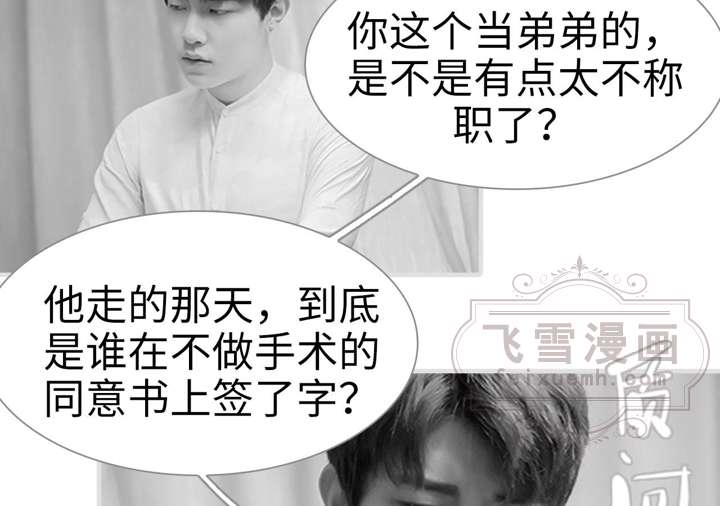 你这个当弟弟的，
是不是有点太不称
职了？
他走的那天，到底
是谁在不做手术的
同意书上签了字？
飞雪漫画
feixuemh.com
质问